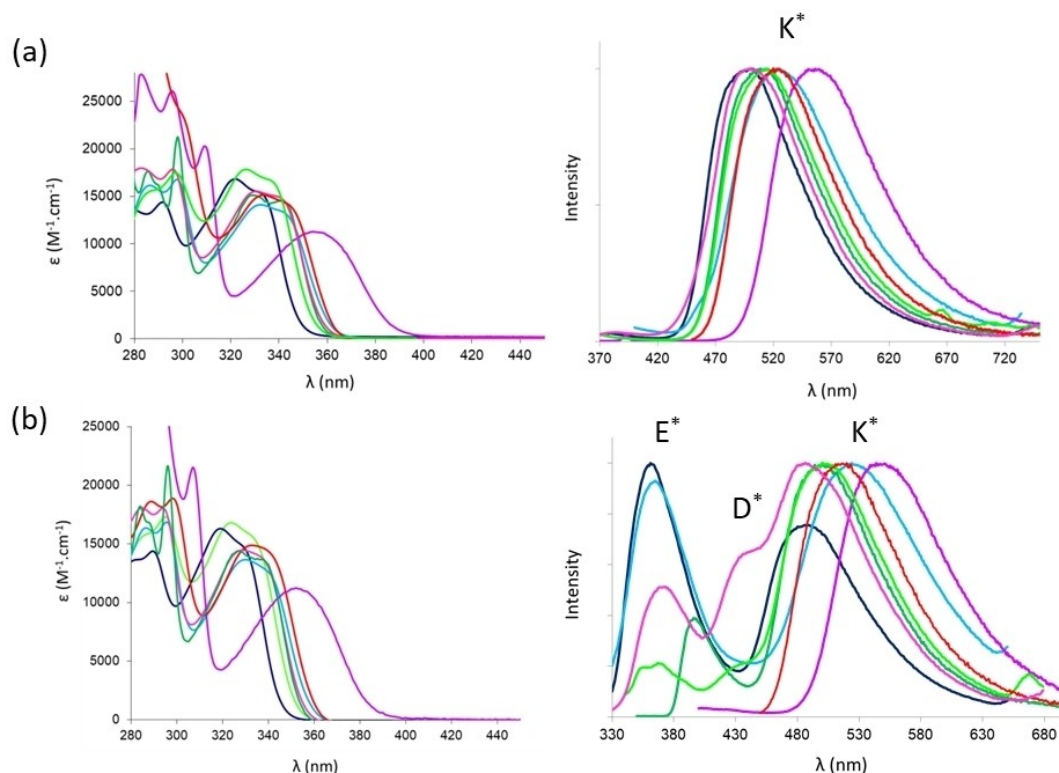 (a)
K*
25000
20000
15000
10000
5000
0
ε (M⁻¹.cm⁻¹)
280 300 320 340 360 380 400 420 440
λ (nm)
Intensity
370 420 470 520 570 620 670 720
λ (nm)
(b)
E*
D*
K*
25000
20000
15000
10000
5000
0
ε (M⁻¹.cm⁻¹)
280 300 320 340 360 380 400 420 440
λ (nm)
Intensity
330 380 430 480 530 580 630 680
λ (nm)